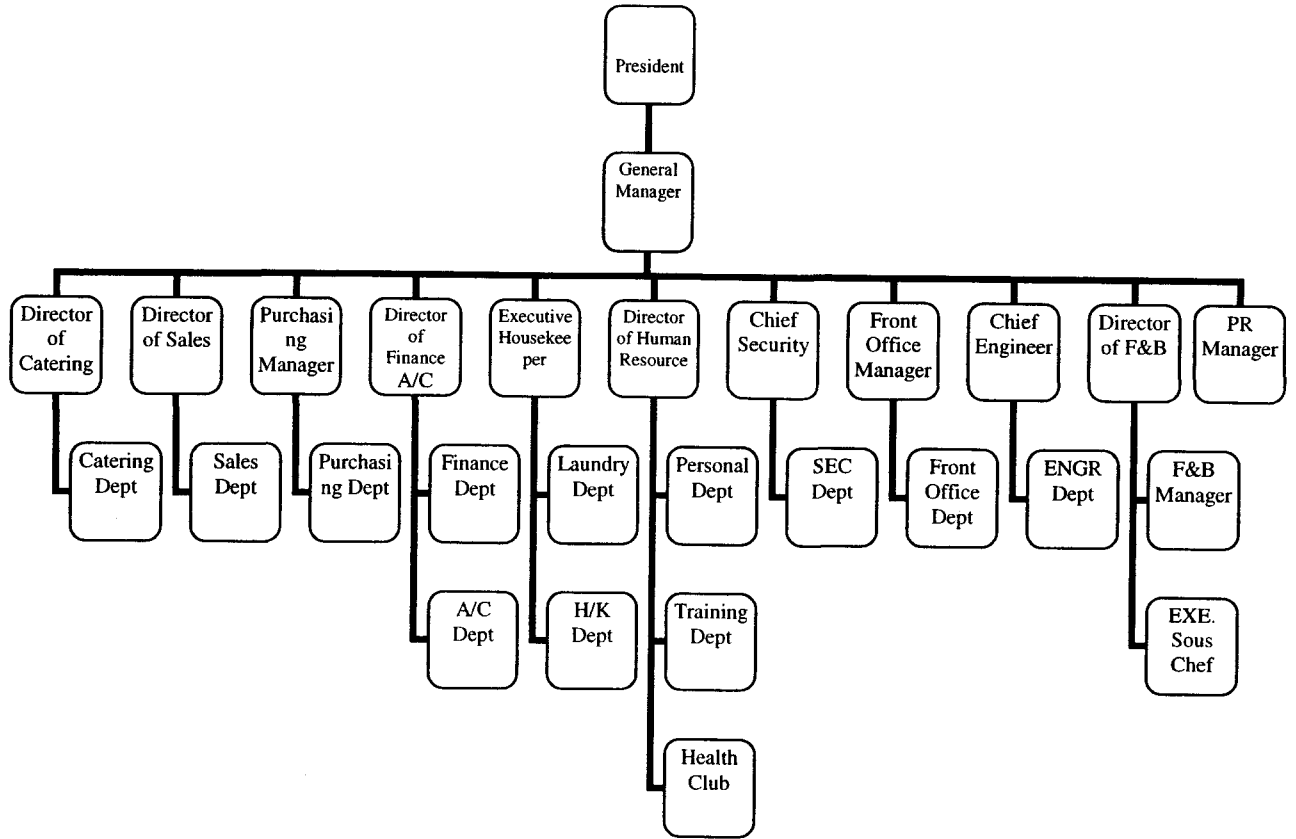 President
General
Manager
Director
of
Catering
Director
of Sales
Purchasi
ng
Manager
Director
of
Finance
A/C
Executive
Housekee
per
Director
of Human
Resource
Chief
Security
Front
Office
Manager
Chief
Engineer
Director
of F&B
PR
Manager
Catering
Dept
Sales
Dept
Purchasi
ng Dept
Finance
Dept
Laundry
Dept
Personal
Dept
SEC
Dept
Front
Office
Dept
ENGR
Dept
F&B
Manager
A/C
Dept
H/K
Dept
Training
Dept
EXE.
Sous
Chef
Health
Club